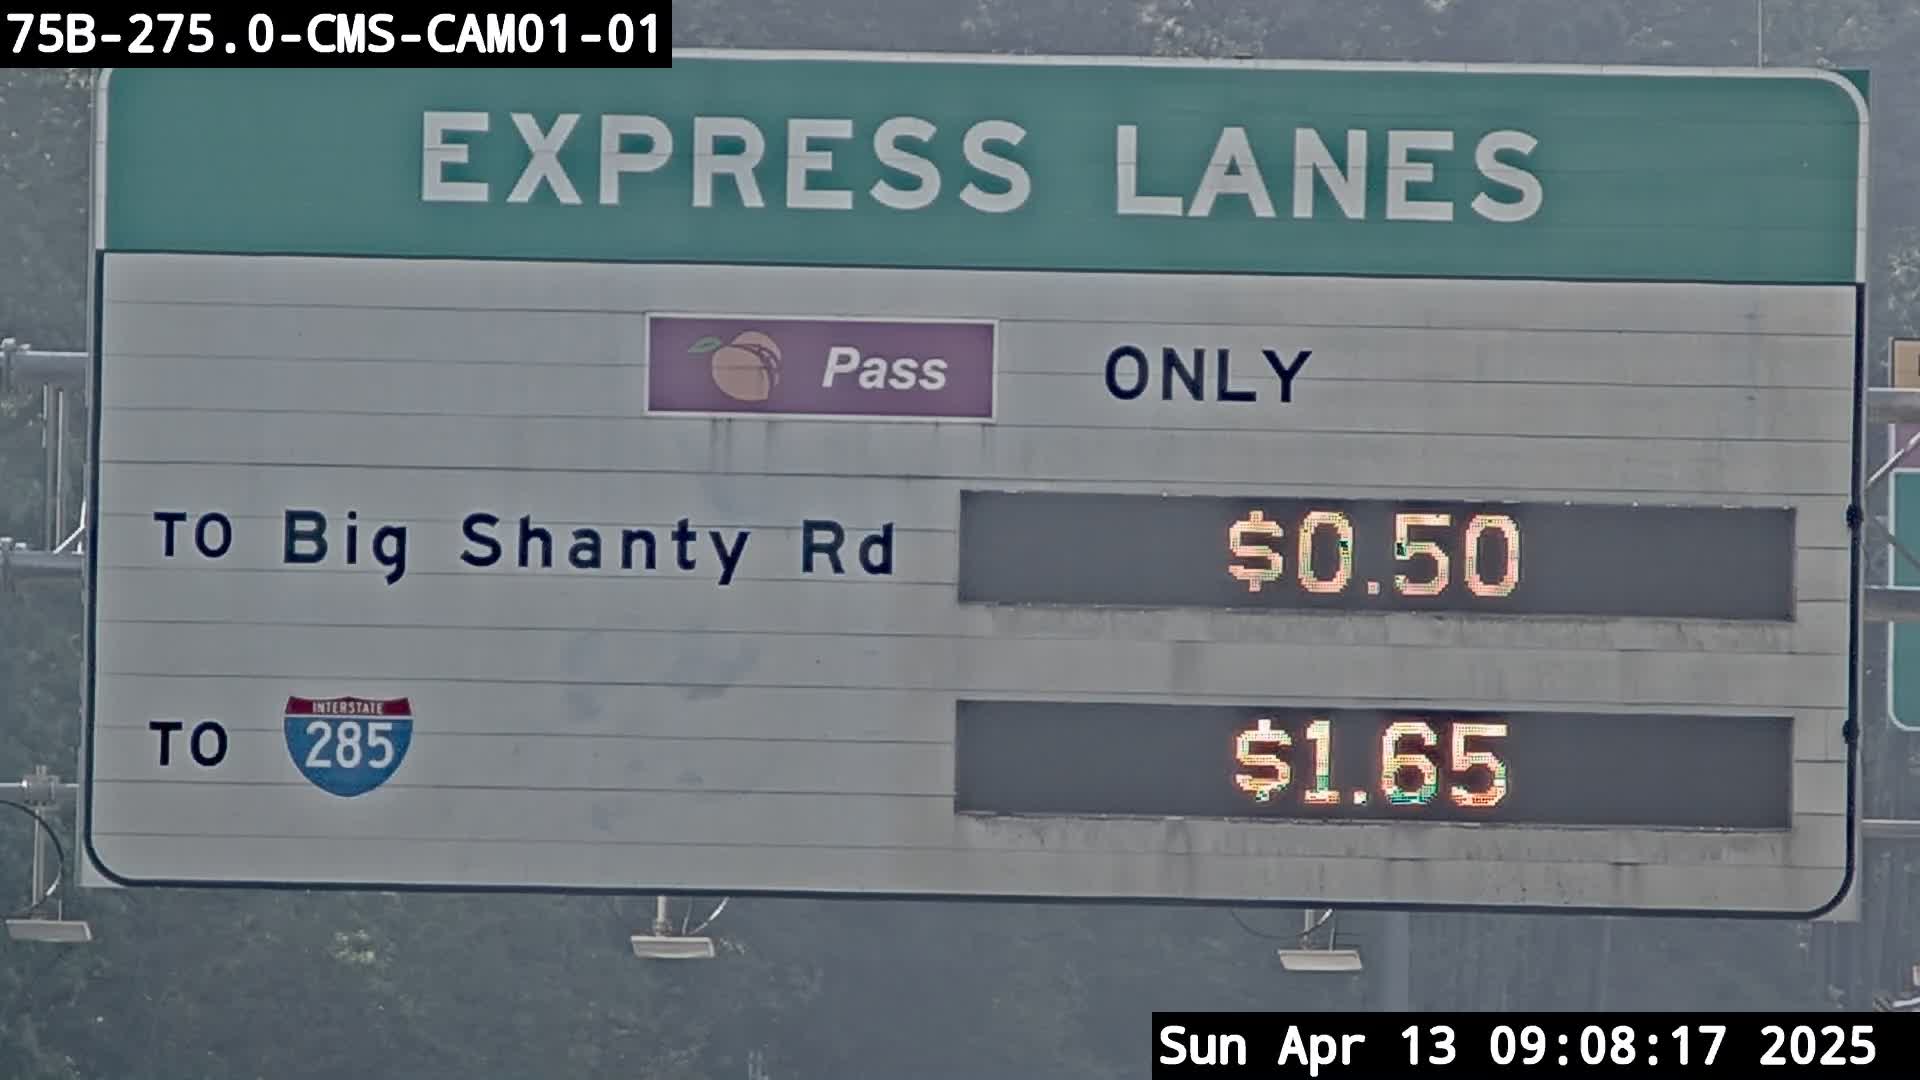 75B-275.0-CMS-CAM01-01
EXPRESS LANES
Pass ONLY
TO Big Shanty Rd $0.50
INTERSTATE
TO 285 $1.65
Sun Apr 13 09:08:17 2025